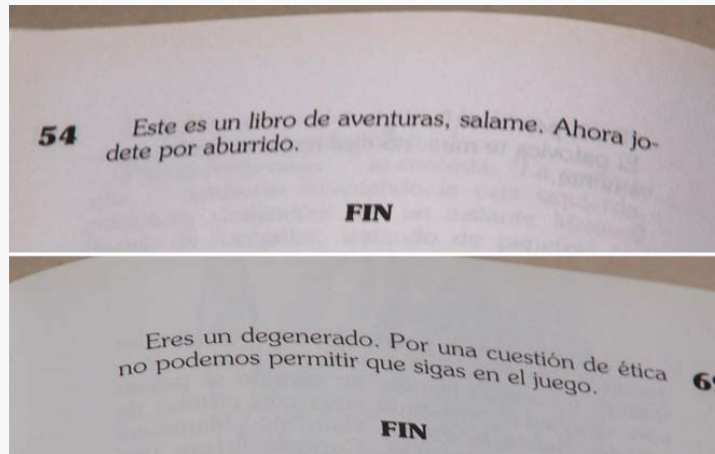 54 Este es un libro de aventuras, salame. Ahora jo-
dete por aburrido.
FIN
Eres un degenerado. Por una cuestión de ética
no podemos permitir que sigas en el juego.
FIN